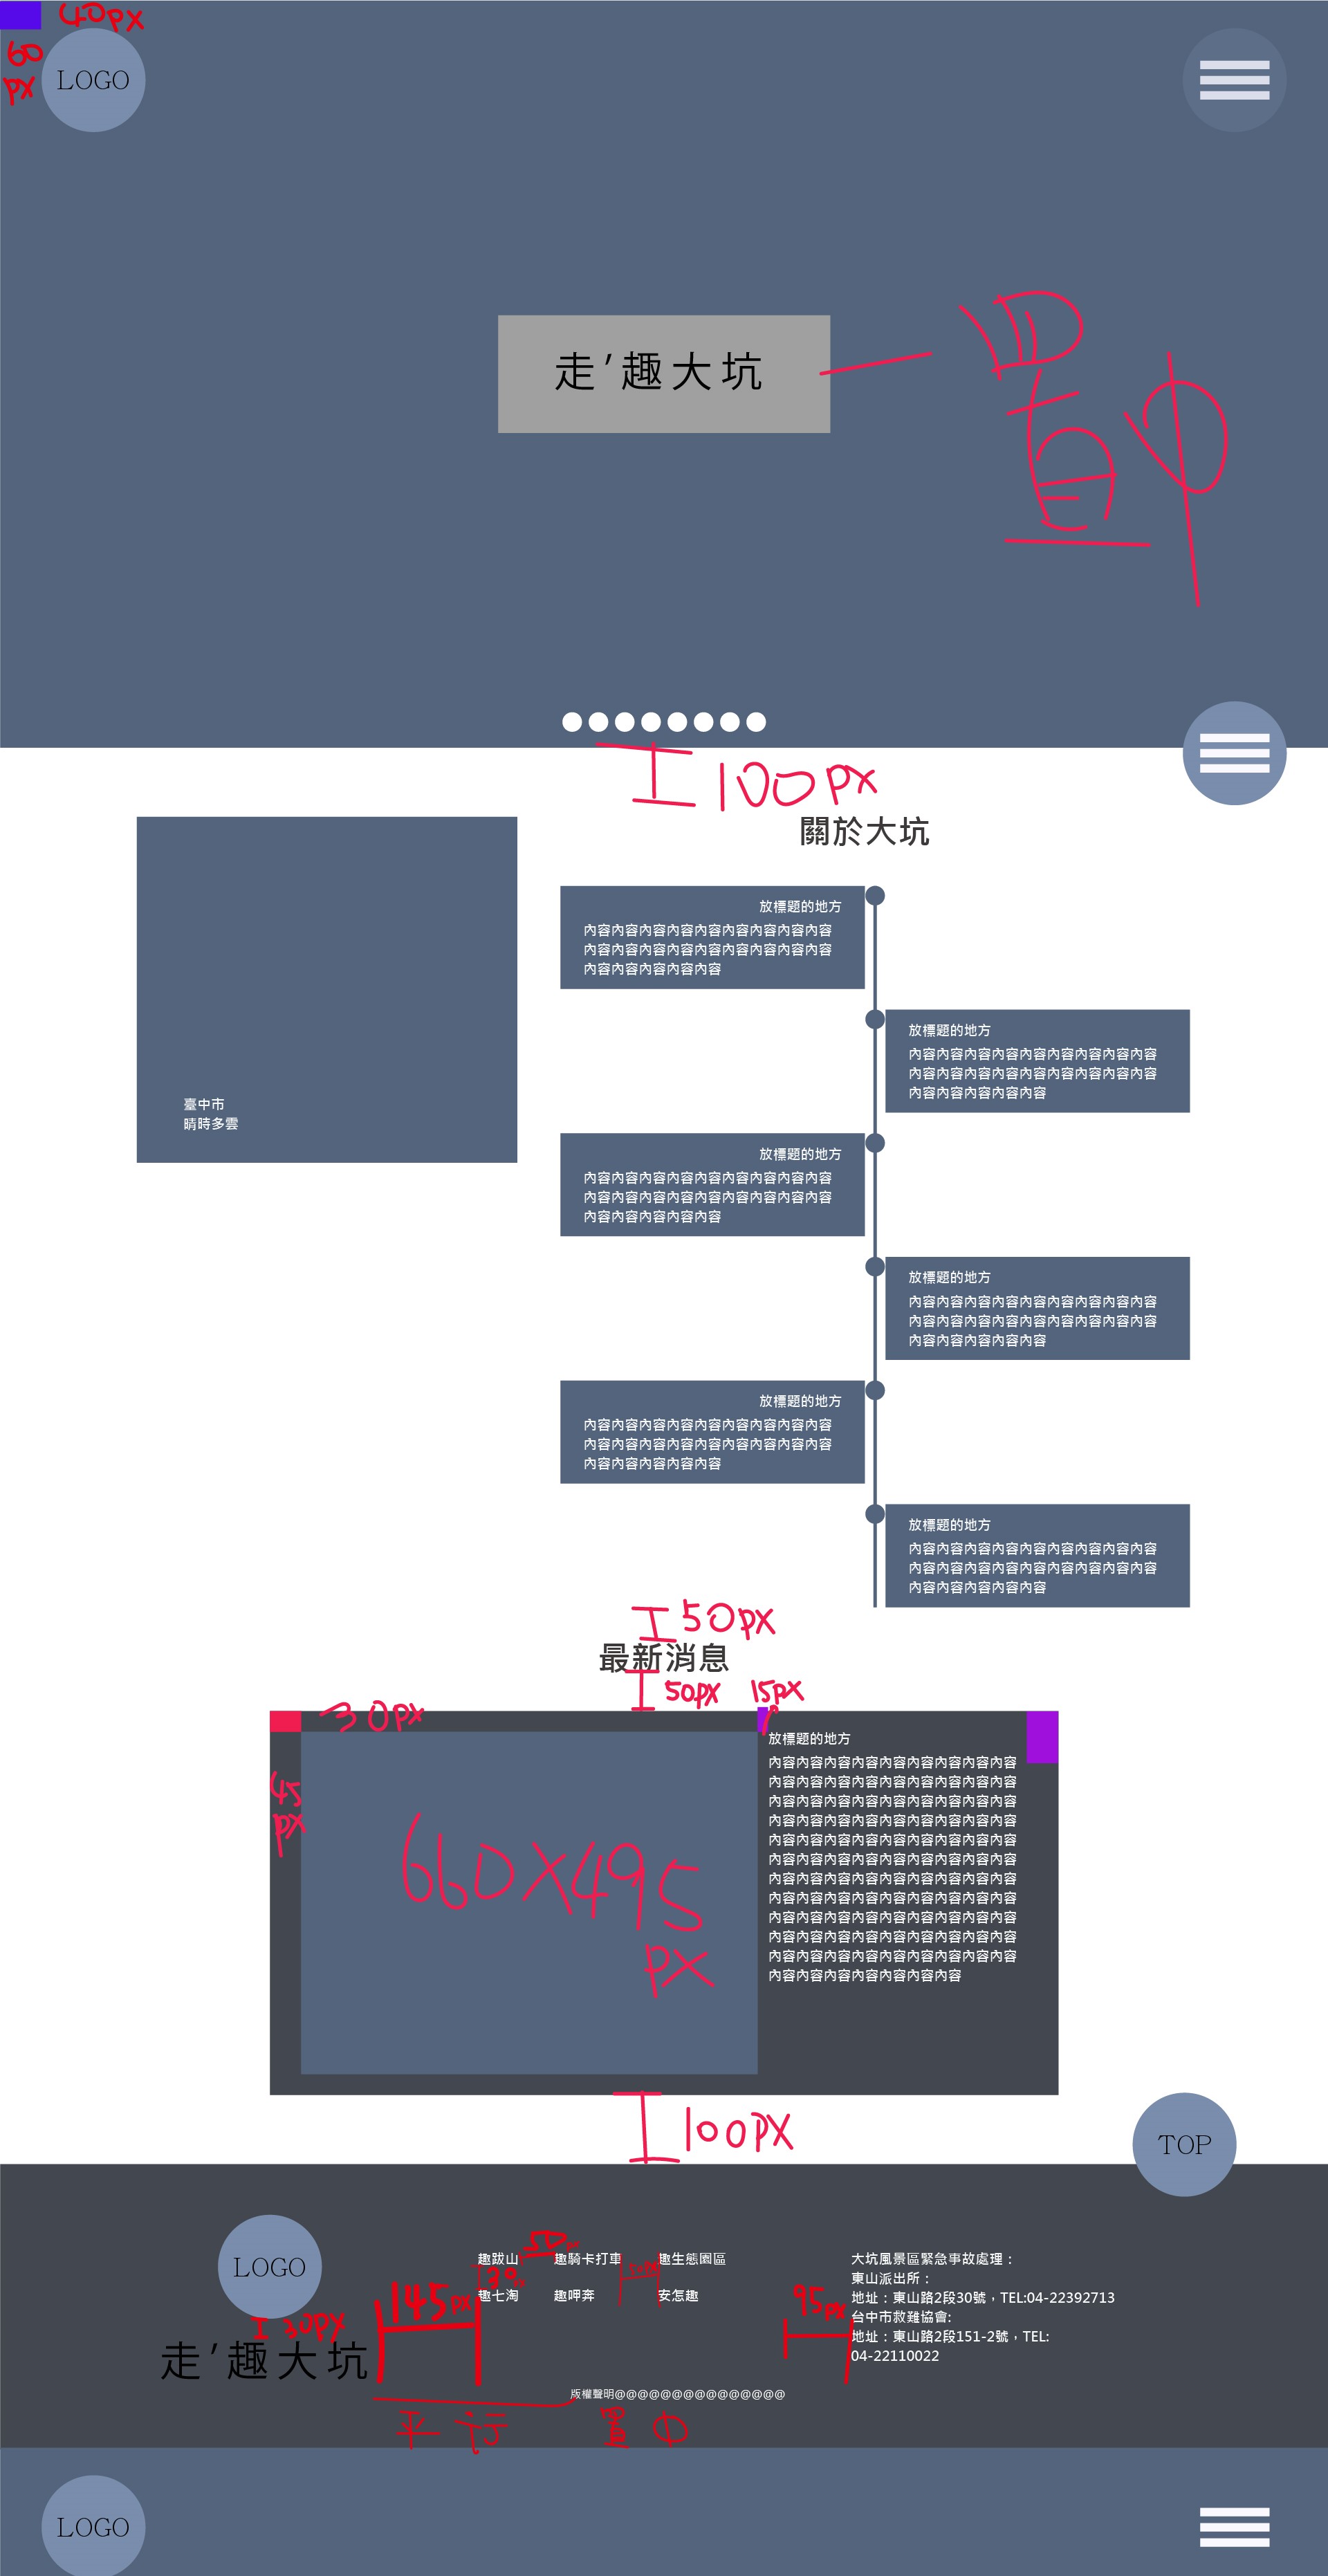 40px
60
px
LOGO
走’趣大坑
置中
100px
關於大坑
放標題的地方
內容內容內容內容內容內容內容內容內容
內容內容內容內容內容內容內容內容內容
內容內容內容內容內容
放標題的地方
內容內容內容內容內容內容內容內容內容
內容內容內容內容內容內容內容內容內容
內容內容內容內容內容
臺中市
晴時多雲
放標題的地方
內容內容內容內容內容內容內容內容內容
內容內容內容內容內容內容內容內容內容
內容內容內容內容內容
放標題的地方
內容內容內容內容內容內容內容內容內容
內容內容內容內容內容內容內容內容內容
內容內容內容內容內容
放標題的地方
內容內容內容內容內容內容內容內容內容
內容內容內容內容內容內容內容內容內容
內容內容內容內容內容
放標題的地方
內容內容內容內容內容內容內容內容內容
內容內容內容內容內容內容內容內容內容
內容內容內容內容內容
50px
最新消息
50px
15px
30px
45
px
660X495
px
放標題的地方
內容內容內容內容內容內容內容內容內容
內容內容內容內容內容內容內容內容內容
內容內容內容內容內容內容內容內容內容
內容內容內容內容內容內容內容內容內容
內容內容內容內容內容內容內容內容內容
內容內容內容內容內容內容內容內容內容
內容內容內容內容內容內容內容內容內容
內容內容內容內容內容內容內容內容內容
內容內容內容內容內容內容內容內容內容
內容內容內容內容內容內容內容內容內容
內容內容內容內容內容內容內容內容內容
內容內容內容內容內容內容內容
100px
TOP
LOGO
30px
走’趣大坑
145px
50px
趣跋山
趣騎卡打車
趣生態園區
30px
趣七淘
趣呷奔
安怎趣
95px
大坑風景區緊急事故處理：
東山派出所：
地址：東山路2段30號，TEL:04-22392713
台中市救難協會:
地址：東山路2段151-2號，TEL:
04-22110022
版權聲明@@@@@@@@@@@@@@@
平行
置中
LOGO